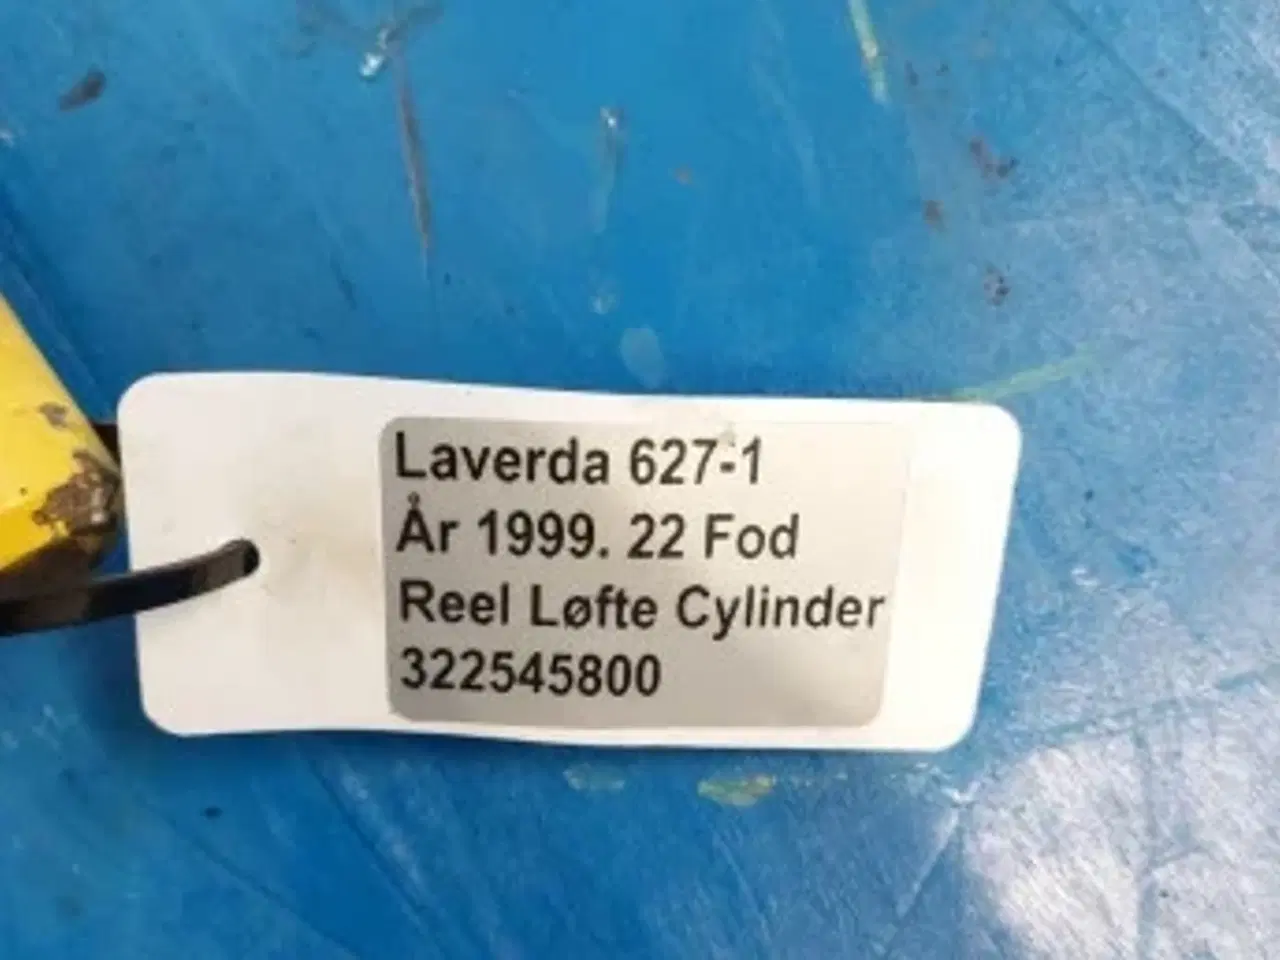 Laverda 627-1
År 1999. 22 Fod
Reel Løfte Cylinder
322545800